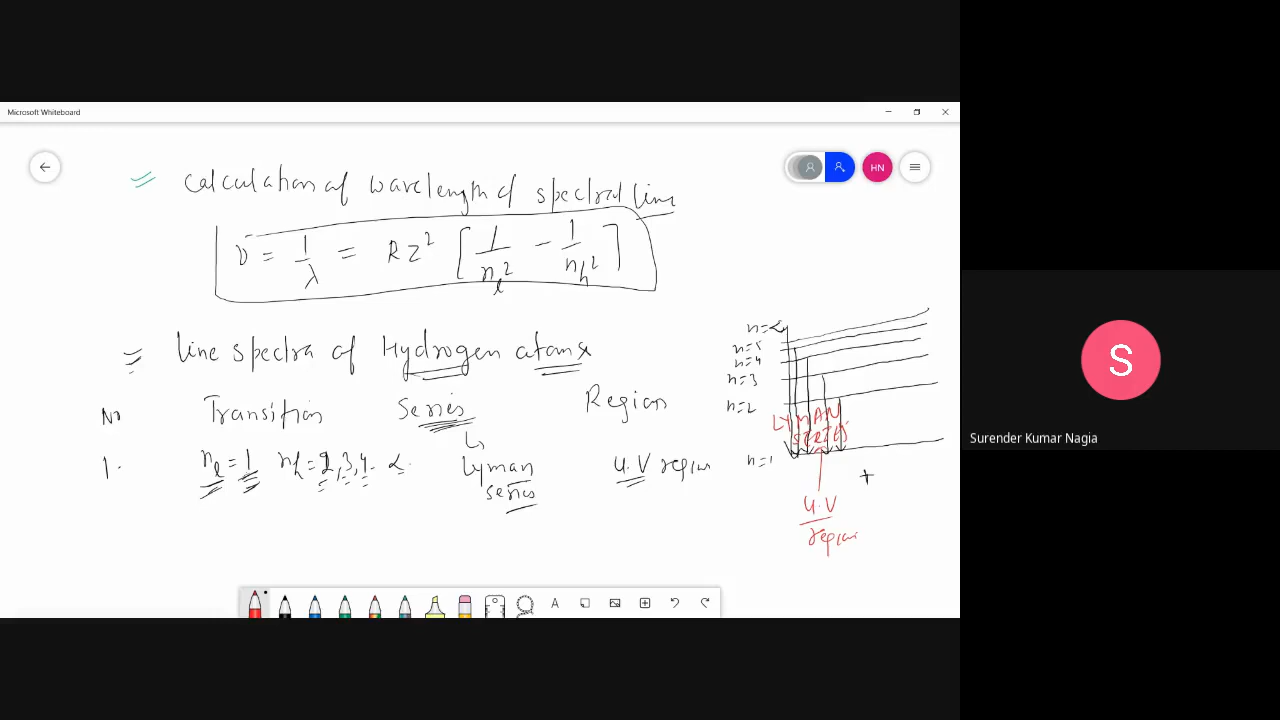 Microsoft Whiteboard
HN
Calculation of wavelength of spectral line
ν = 1/λ = RZ² [1/nl² - 1/nh²]
line spectra of Hydrogen atoms
No Transition Series Region
1. nl = 1 nh = 2,3,4 - α. Lyman series U.V region
n=α
n=5
n=4
n=3
n=2
n=1
LYMAN
SERIES
U.V
region
+
A
S
Surender Kumar Nagia